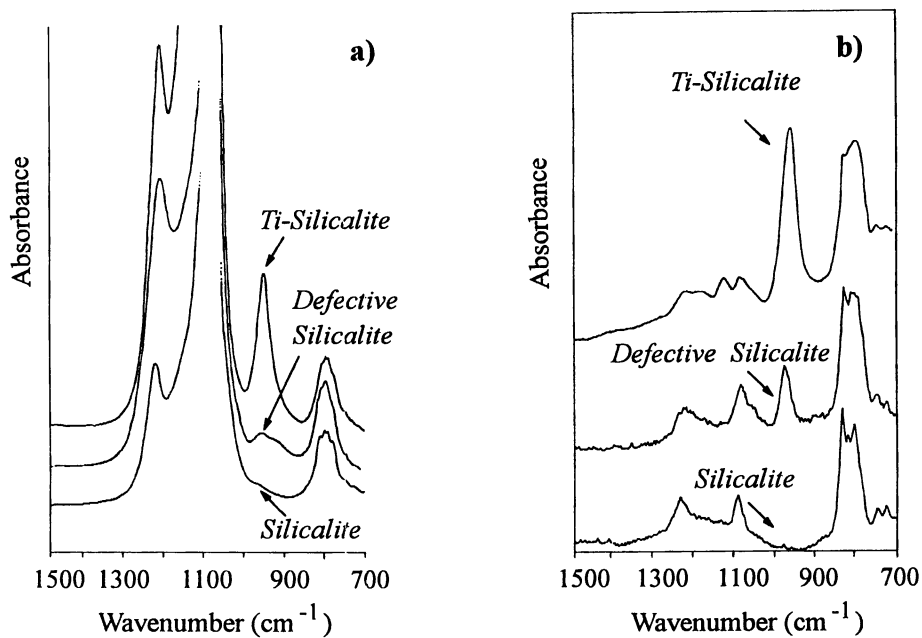 a)
Absorbance
Ti-Silicalite
Defective
Silicalite
Silicalite
1500 1300 1100 900 700
Wavenumber (cm⁻¹)
b)
Absorbance
Ti-Silicalite
Defective Silicalite
Silicalite
1500 1300 1100 900 700
Wavenumber (cm⁻¹)